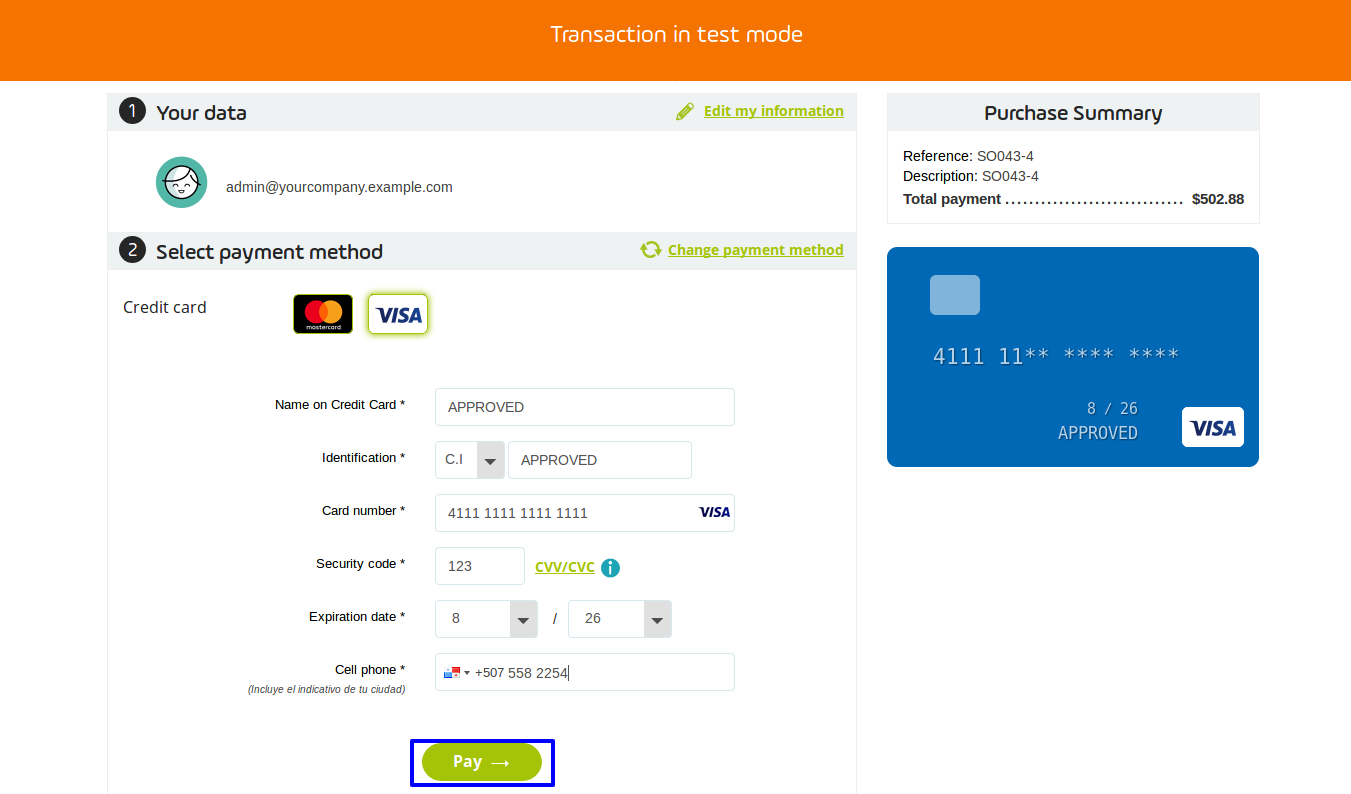 Transaction in test mode
1 Your data
Edit my information
admin@yourcompany.example.com
2 Select payment method
Change payment method
Credit card
mastercard
VISA
Name on Credit Card *
APPROVED
Identification *
C.I
APPROVED
Card number *
4111 1111 1111 1111
VISA
Security code *
123
CVV/CVC
i
Expiration date *
8 / 26
Cell phone *
(Incluye el indicativo de tu ciudad)
+507 558 2254
Pay →
Purchase Summary
Reference: SO043-4
Description: SO043-4
Total payment .............................. $502.88
4111 11** **** ****
8 / 26
APPROVED
VISA